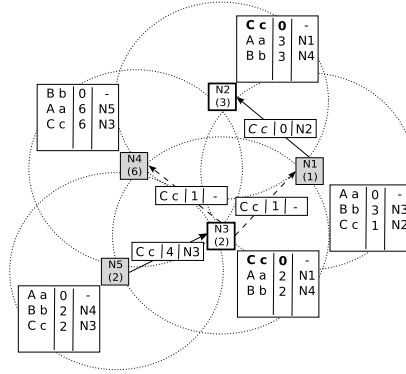 C c 0 -
A a 3 N1
B b 3 N4
N2
(3)
B b 0 -
A a 6 N5
C c 6 N3
C c 0 N2
N4
(6)
N1
(1)
C c 1 -
C c 1 -
A a 0 -
B b 3 N3
C c 1 N2
N3
(2)
C c 4 N3
C c 0 -
A a 2 N1
B b 2 N4
N5
(2)
A a 0 -
B b 2 N4
C c 2 N3